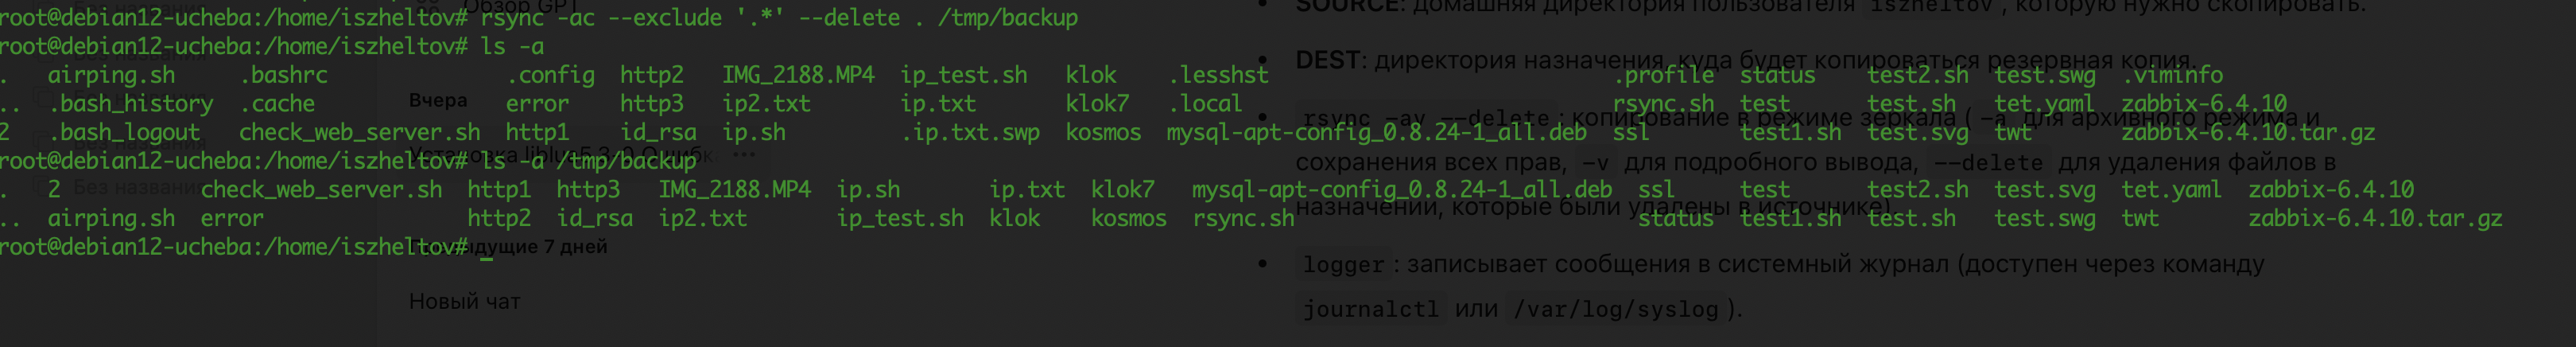 Обзор GPT
SOURCE: домашняя директория пользователя iszheltov, которую нужно скопировать.
root@debian12-ucheba:/home/iszheltov# rsync -ac --exclude '.*' --delete . /tmp/backup
root@debian12-ucheba:/home/iszheltov# ls -a
• DEST: директория назначения, куда будет копироваться резервная копия.
. airping.sh .bashrc .config http2 IMG_2188.MP4 ip_test.sh klok .lesshst .profile status test2.sh test.swg .viminfo
Вчера
.. .bash_history .cache error http3 ip2.txt ip.txt klok7 .local rsync.sh test test.sh tet.yaml zabbix-6.4.10
• rsync -av --delete: копирование в режиме зеркала ( -a для архивного режима и
2 .bash_logout check_web_server.sh http1 id_rsa ip.sh .ip.txt.swp kosmos mysql-apt-config_0.8.24-1_all.deb ssl test1.sh test.svg twt zabbix-6.4.10.tar.gz
root@debian12-ucheba:/home/iszheltov# ls -a /tmp/backup
сохранения всех прав, -v для подробного вывода, --delete для удаления файлов в
Без названия
. 2 check_web_server.sh http1 http3 IMG_2188.MP4 ip.sh ip.txt klok7 mysql-apt-config_0.8.24-1_all.deb ssl test test2.sh test.svg tet.yaml zabbix-6.4.10
назначении, которые были удалены в источнике)
.. airping.sh error http2 id_rsa ip2.txt ip_test.sh klok kosmos rsync.sh status test1.sh test.sh test.swg twt zabbix-6.4.10.tar.gz
root@debian12-ucheba:/home/iszheltov#
Предыдущие 7 дней
• logger: записывает сообщения в системный журнал (доступен через команду
Новый чат
journalctl или /var/log/syslog).